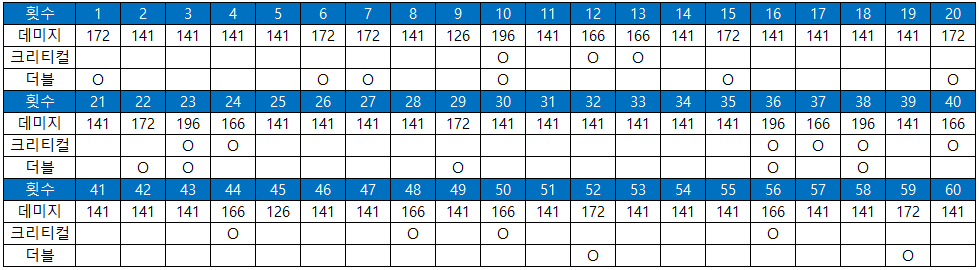 횟수 1 2 3 4 5 6 7 8 9 10 11 12 13 14 15 16 17 18 19 20
데미지 172 141 141 141 141 172 172 141 126 196 141 166 166 141 172 141 141 141 141 172
크리티컬 O O O
더블 O O O O O O
횟수 21 22 23 24 25 26 27 28 29 30 31 32 33 34 35 36 37 38 39 40
데미지 141 172 196 166 141 141 141 141 172 141 141 141 141 141 141 196 166 196 141 166
크리티컬 O O O O O O
더블 O O O O O
횟수 41 42 43 44 45 46 47 48 49 50 51 52 53 54 55 56 57 58 59 60
데미지 141 141 141 166 126 141 141 166 141 166 141 172 141 141 141 166 141 141 172 141
크리티컬 O O O O
더블 O O